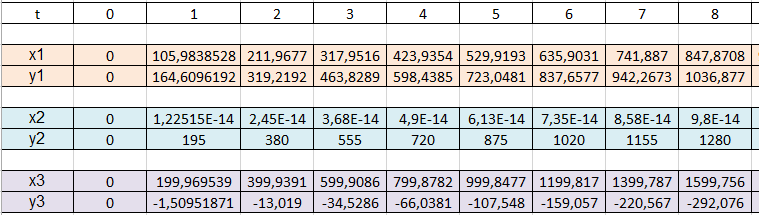 t 0 1 2 3 4 5 6 7 8
x1 0 105,9838528 211,9677 317,9516 423,9354 529,9193 635,9031 741,887 847,8708
y1 0 164,6096192 319,2192 463,8289 598,4385 723,0481 837,6577 942,2673 1036,877
x2 0 1,22515E-14 2,45E-14 3,68E-14 4,9E-14 6,13E-14 7,35E-14 8,58E-14 9,8E-14
y2 0 195 380 555 720 875 1020 1155 1280
x3 0 199,969539 399,9391 599,9086 799,8782 999,8477 1199,817 1399,787 1599,756
y3 0 -1,50951871 -13,019 -34,5286 -66,0381 -107,548 -159,057 -220,567 -292,076